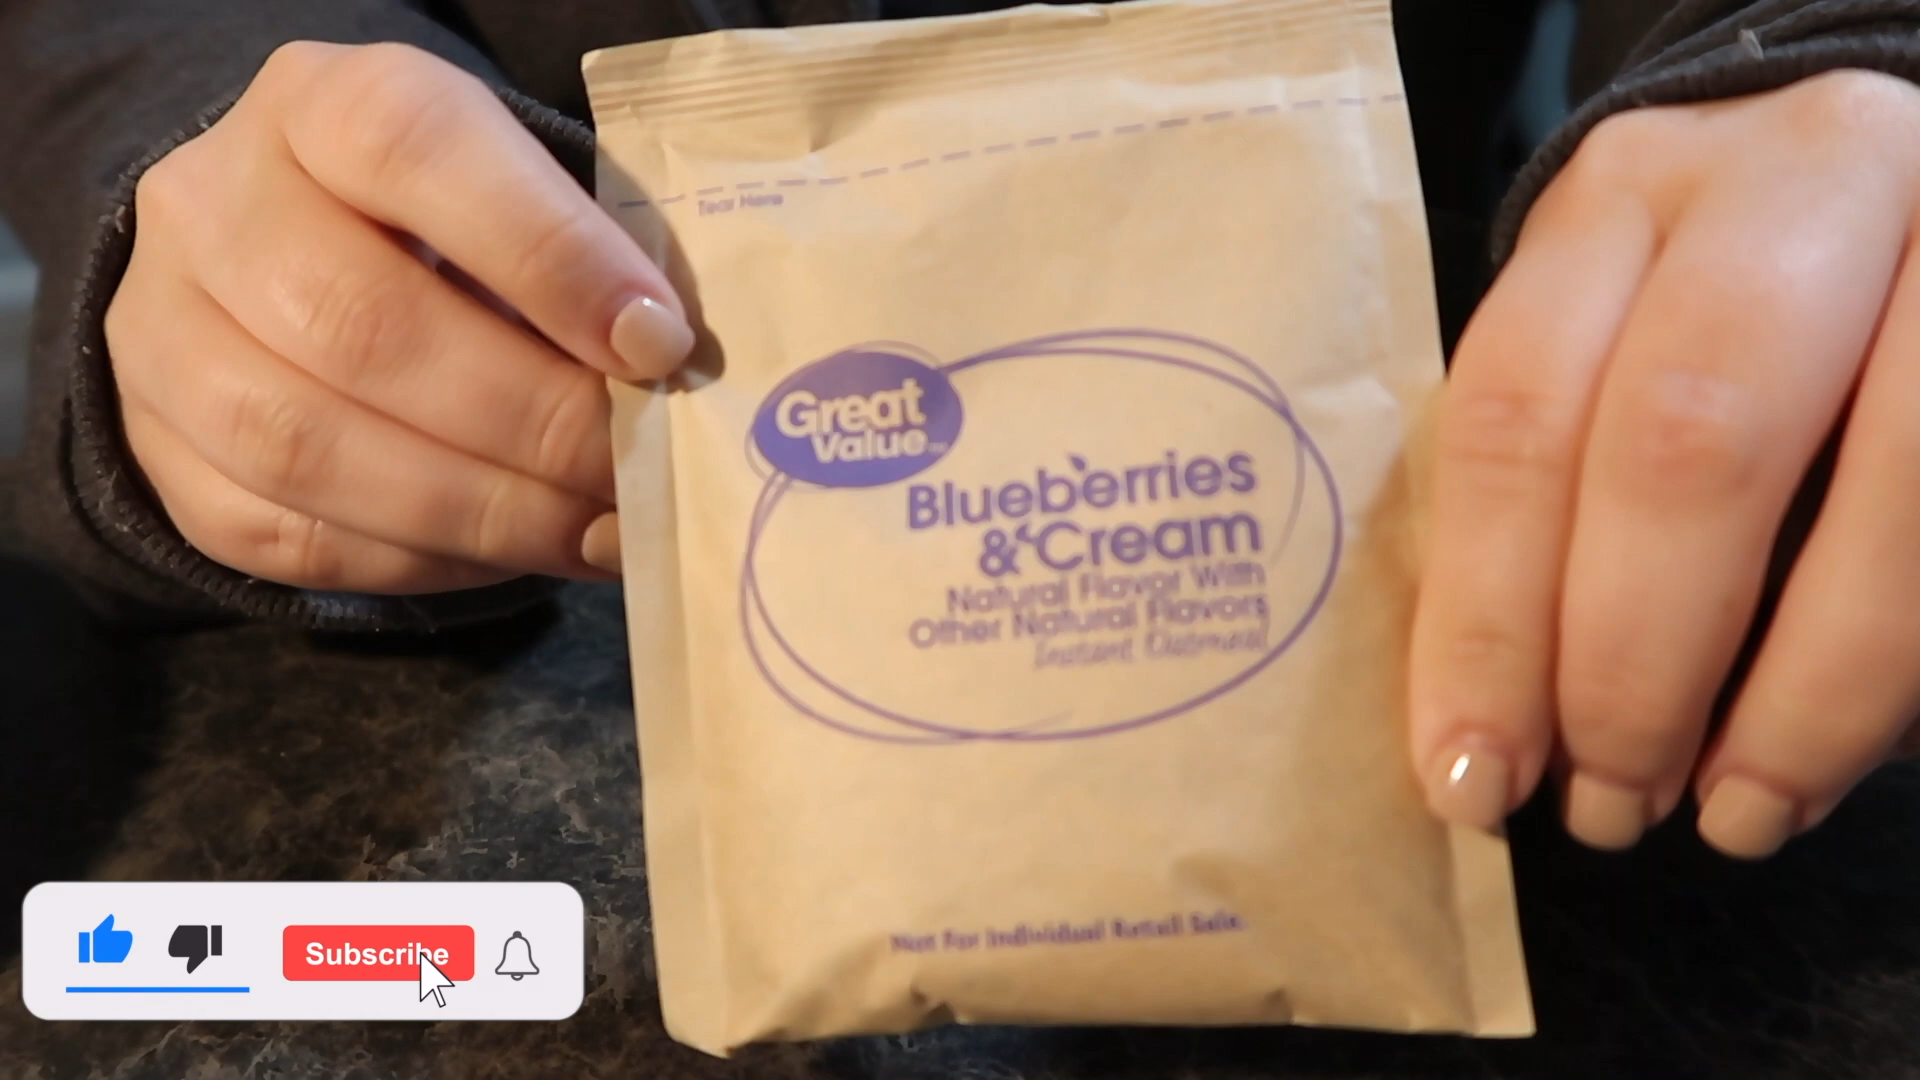 Tear Here
Great
Value
Blueberries
& Cream
Natural Flavor With
Other Natural Flavors
Instant Oatmeal
Not For Individual Retail Sale.
Subscribe